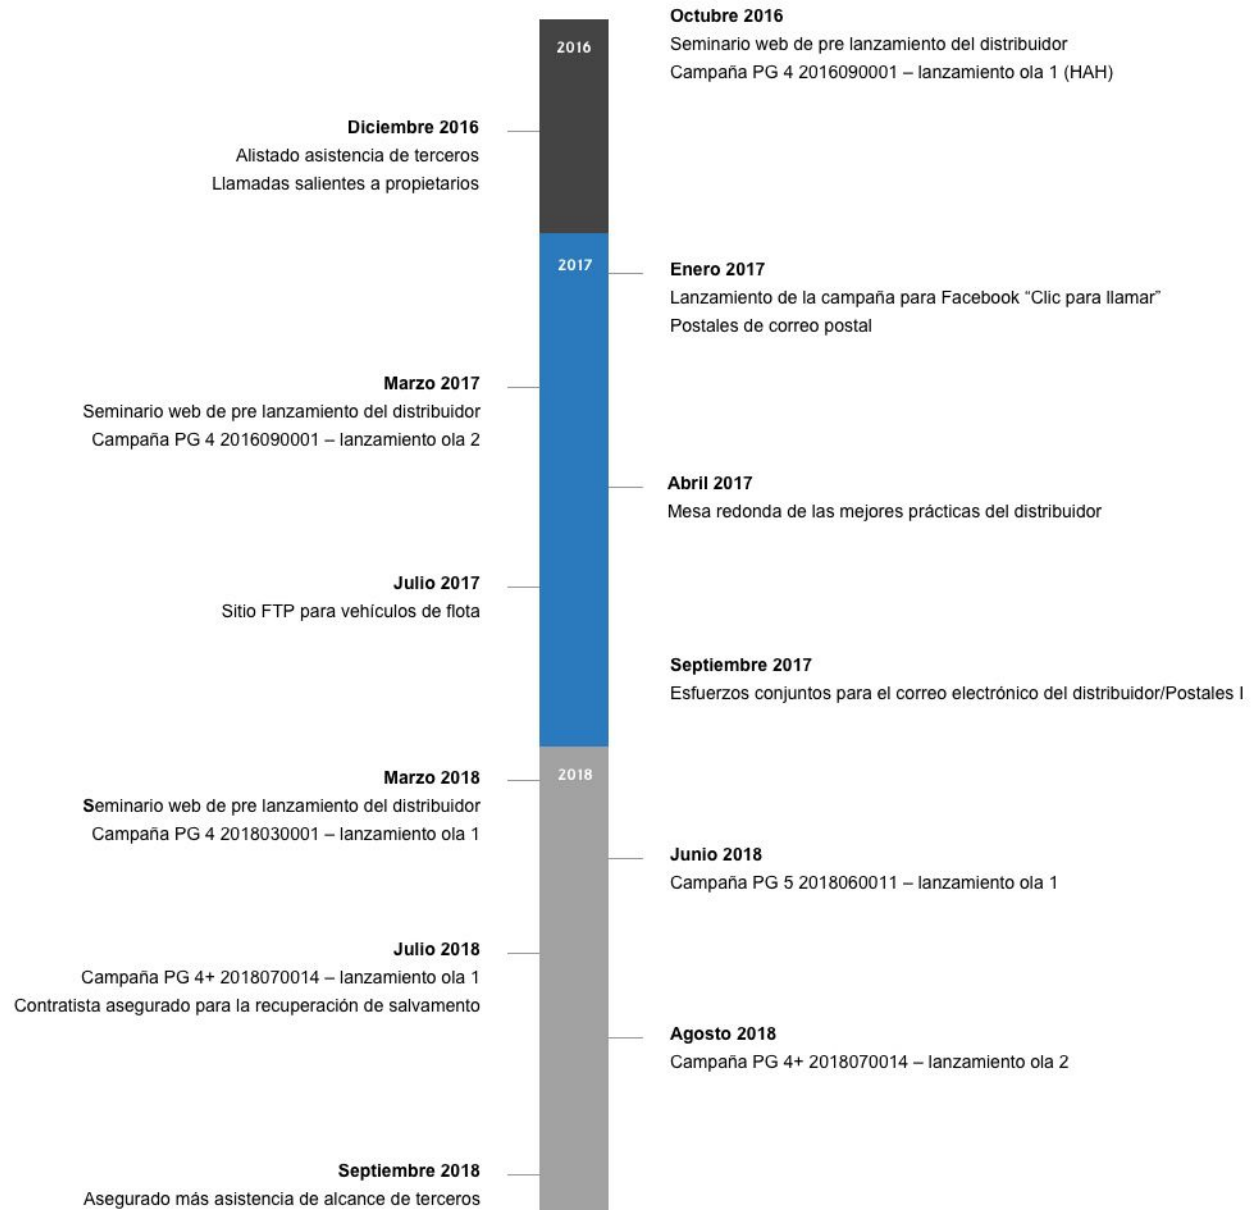 2016
Octubre 2016
Seminario web de pre lanzamiento del distribuidor
Campaña PG 4 2016090001 – lanzamiento ola 1 (HAH)
Diciembre 2016
Alistado asistencia de terceros
Llamadas salientes a propietarios
2017
Enero 2017
Lanzamiento de la campaña para Facebook “Clic para llamar”
Postales de correo postal
Marzo 2017
Seminario web de pre lanzamiento del distribuidor
Campaña PG 4 2016090001 – lanzamiento ola 2
Abril 2017
Mesa redonda de las mejores prácticas del distribuidor
Julio 2017
Sitio FTP para vehículos de flota
Septiembre 2017
Esfuerzos conjuntos para el correo electrónico del distribuidor/Postales I
2018
Marzo 2018
Seminario web de pre lanzamiento del distribuidor
Campaña PG 4 2018030001 – lanzamiento ola 1
Junio 2018
Campaña PG 5 2018060011 – lanzamiento ola 1
Julio 2018
Campaña PG 4+ 2018070014 – lanzamiento ola 1
Contratista asegurado para la recuperación de salvamento
Agosto 2018
Campaña PG 4+ 2018070014 – lanzamiento ola 2
Septiembre 2018
Asegurado más asistencia de alcance de terceros